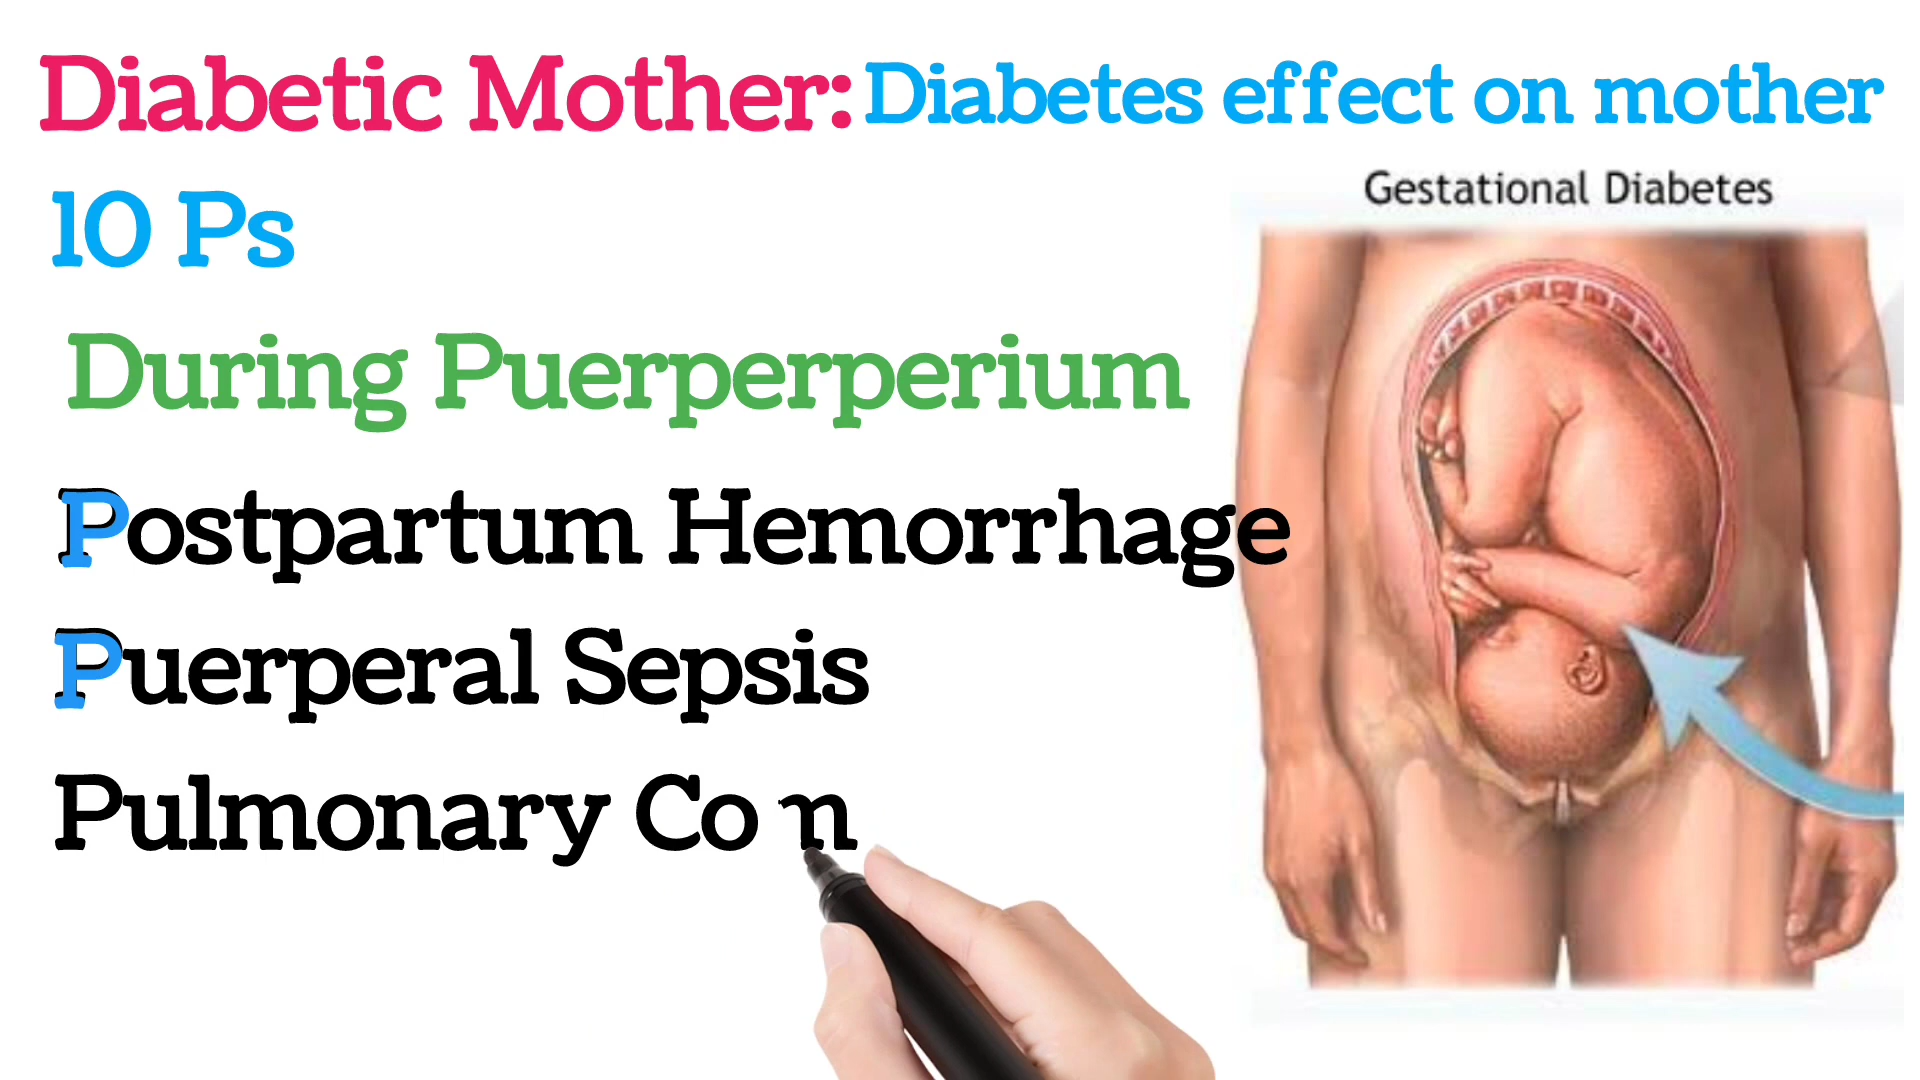 Diabetic Mother: Diabetes effect on mother
10 Ps
Gestational Diabetes
During Puerperperium
Postpartum Hemorrhage
Puerperal Sepsis
Pulmonary Co n